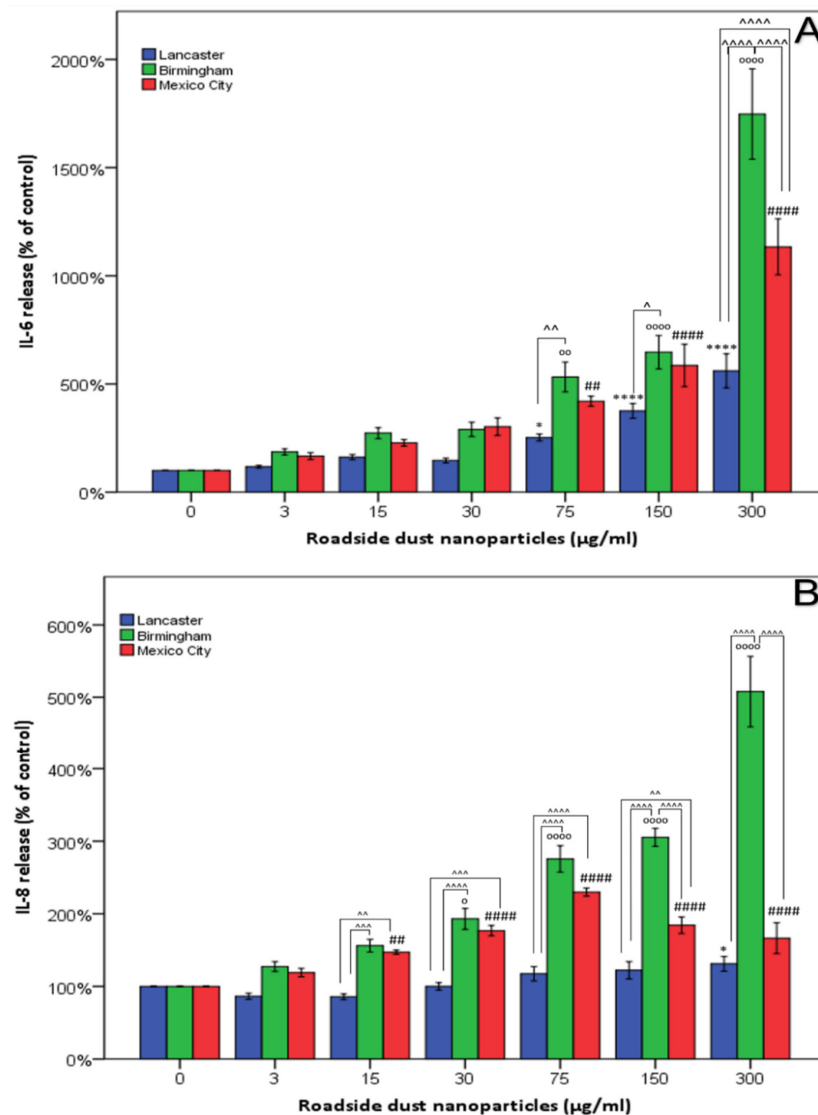 A
Lancaster
Birmingham
Mexico City
IL-6 release (% of control)
2000%
1500%
1000%
500%
0%
^^^^
^^^^ ^^^^
oooo
####
****
^
oooo ####
****
^^
oo
##
*
0 3 15 30 75 150 300
Roadside dust nanoparticles (µg/ml)
B
Lancaster
Birmingham
Mexico City
IL-8 release (% of control)
600%
500%
400%
300%
200%
100%
0%
^^^^ ^^^^
oooo
####
*
^^
^^^^ ^^^^
oooo
####
^^^^
^^^^
oooo
####
^^^
^^^^
o
####
^^
^^^
##
0 3 15 30 75 150 300
Roadside dust nanoparticles (µg/ml)